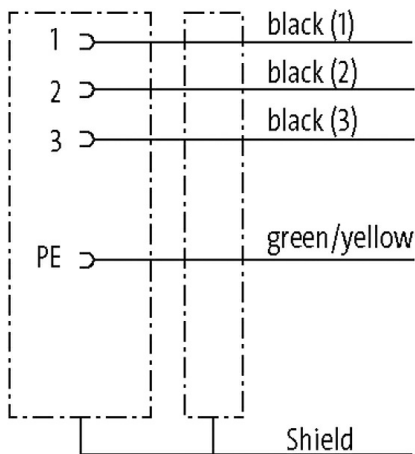 1 black (1)
2 black (2)
3 black (3)
PE green/yellow
Shield